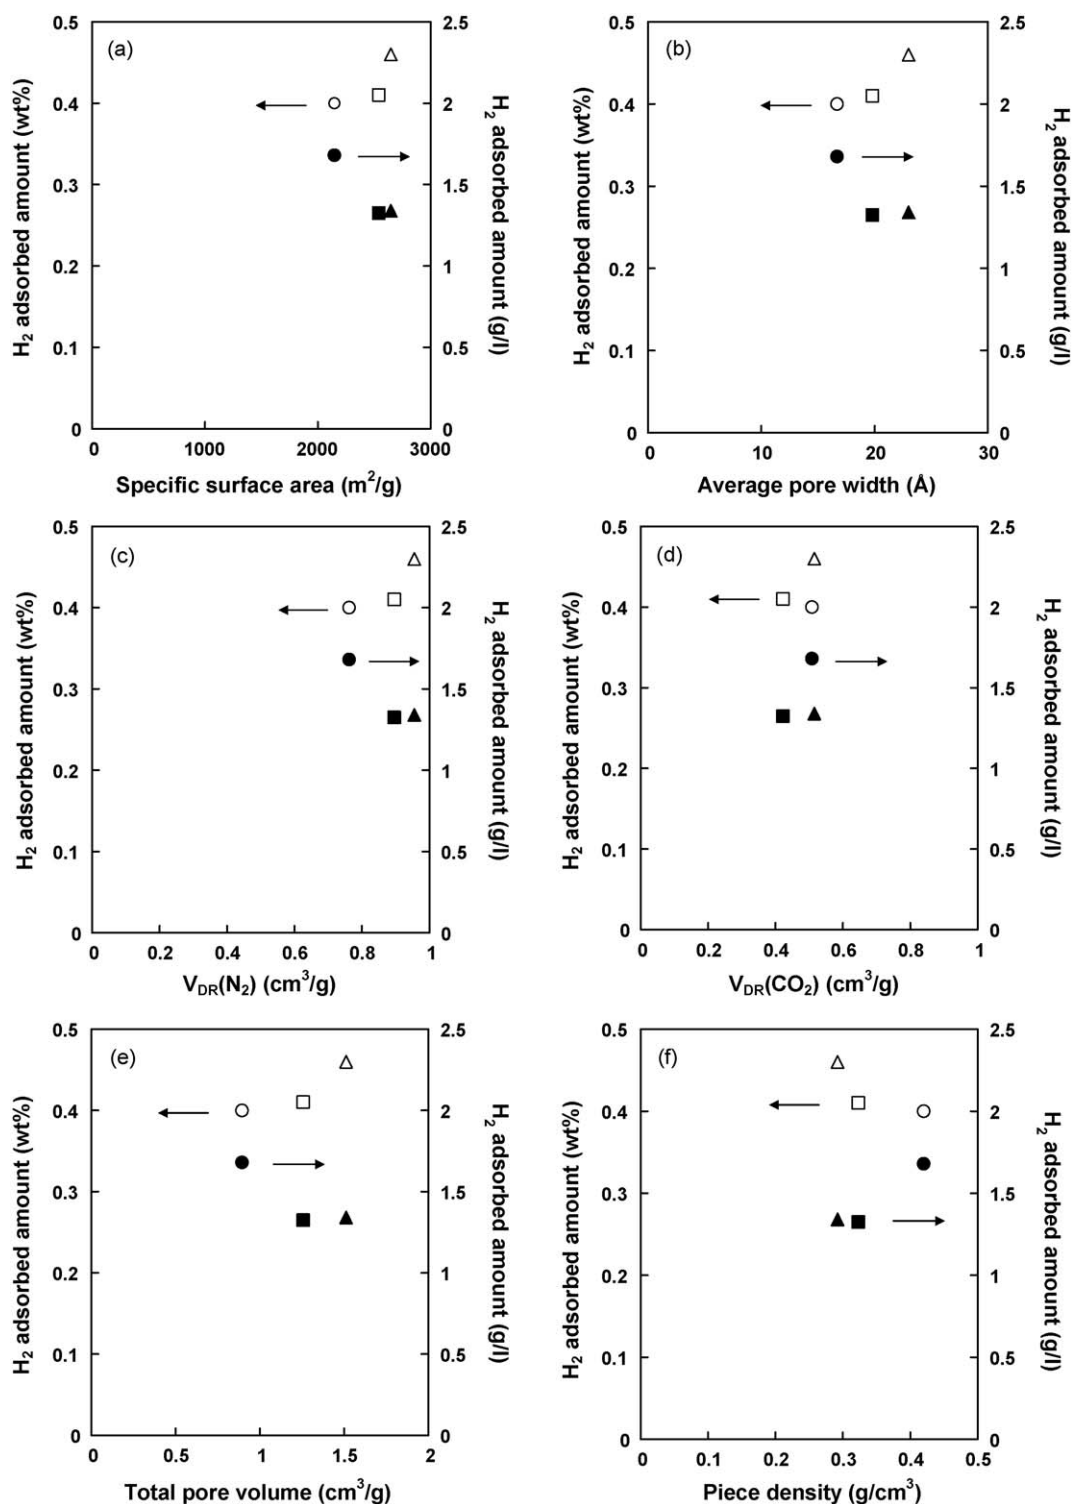 (a)
H2 adsorbed amount (wt%)
0.5
0.4
0.3
0.2
0.1
0
2.5
2
1.5
1
0.5
0
H2 adsorbed amount (g/l)
0 1000 2000 3000
Specific surface area (m²/g)
(b)
H2 adsorbed amount (wt%)
0.5
0.4
0.3
0.2
0.1
0
2.5
2
1.5
1
0.5
0
H2 adsorbed amount (g/l)
0 10 20 30
Average pore width (Å)
(c)
H2 adsorbed amount (wt%)
0.5
0.4
0.3
0.2
0.1
0
2.5
2
1.5
1
0.5
0
H2 adsorbed amount (g/l)
0 0.2 0.4 0.6 0.8 1
VDR(N2) (cm³/g)
(d)
H2 adsorbed amount (wt%)
0.5
0.4
0.3
0.2
0.1
0
2.5
2
1.5
1
0.5
0
H2 adsorbed amount (g/l)
0 0.2 0.4 0.6 0.8 1
VDR(CO2) (cm³/g)
(e)
H2 adsorbed amount (wt%)
0.5
0.4
0.3
0.2
0.1
0
2.5
2
1.5
1
0.5
0
H2 adsorbed amount (g/l)
0 0.5 1 1.5 2
Total pore volume (cm³/g)
(f)
H2 adsorbed amount (wt%)
0.5
0.4
0.3
0.2
0.1
0
2.5
2
1.5
1
0.5
0
H2 adsorbed amount (g/l)
0 0.1 0.2 0.3 0.4 0.5
Piece density (g/cm³)